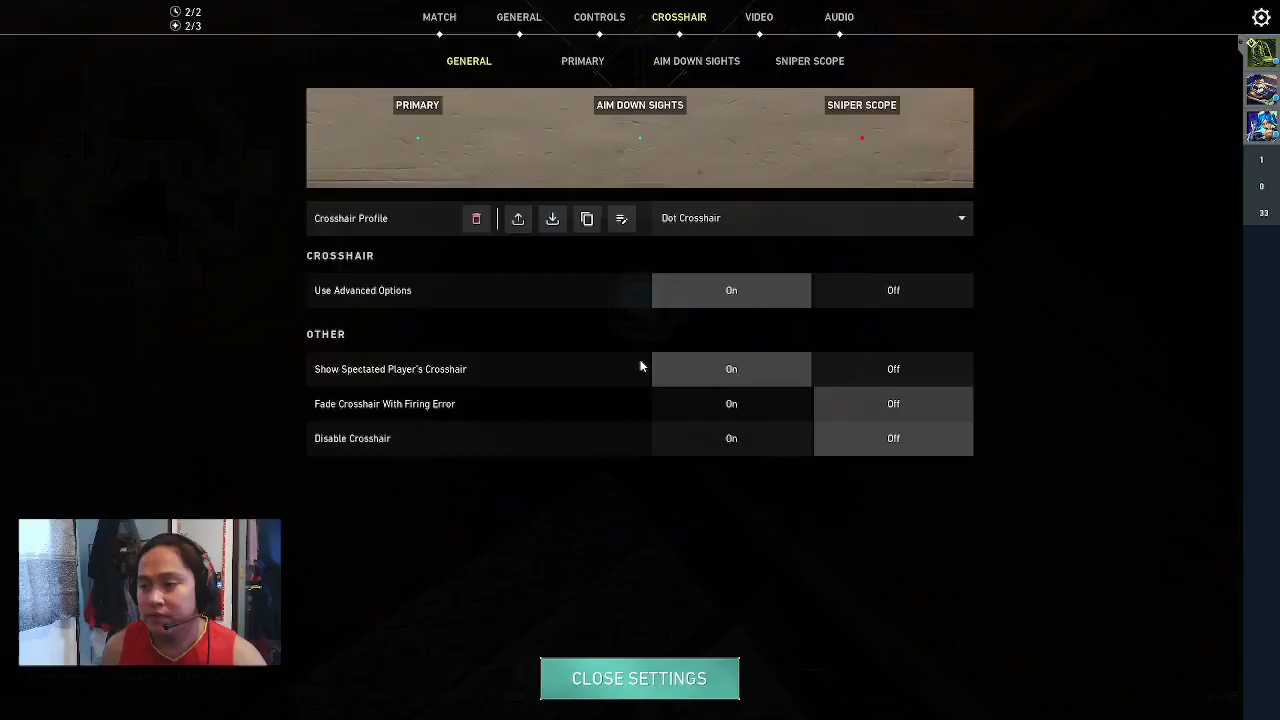 2/2
2/3
MATCH GENERAL CONTROLS CROSSHAIR VIDEO AUDIO
GENERAL PRIMARY AIM DOWN SIGHTS SNIPER SCOPE
PRIMARY AIM DOWN SIGHTS SNIPER SCOPE
Crosshair Profile Dot Crosshair
CROSSHAIR
Use Advanced Options On Off
OTHER
Show Spectated Player's Crosshair On Off
Fade Crosshair With Firing Error On Off
Disable Crosshair On Off
CLOSE SETTINGS
1
0
33